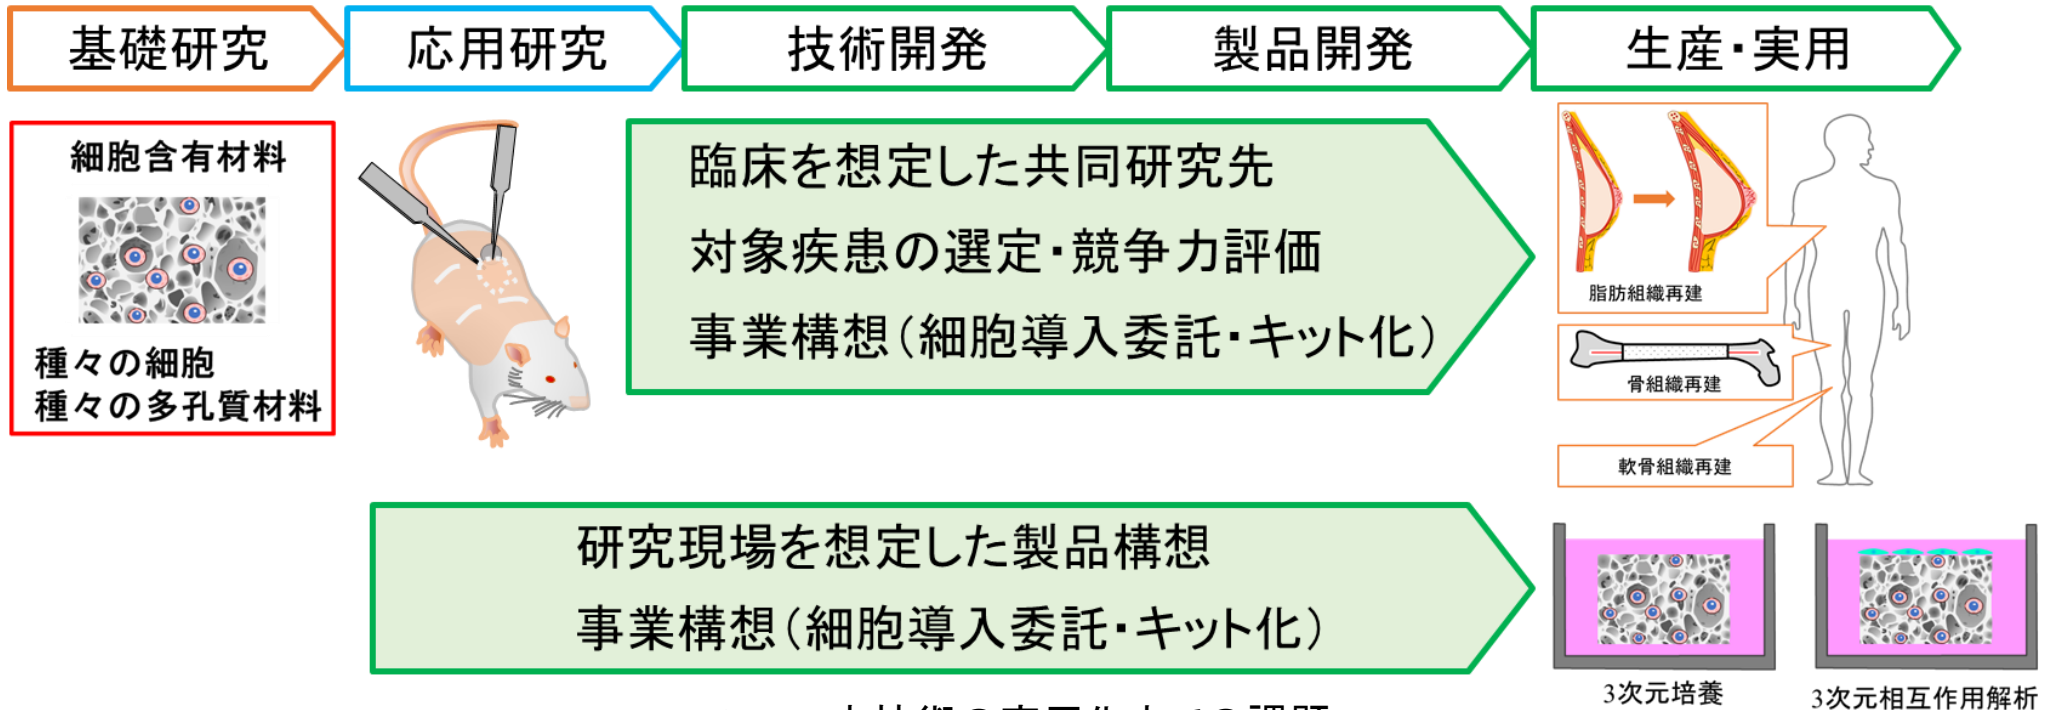 基礎研究
応用研究
技術開発
製品開発
生産・実用
細胞含有材料
種々の細胞
種々の多孔質材料
臨床を想定した共同研究先
対象疾患の選定・競争力評価
事業構想（細胞導入委託・キット化）
脂肪組織再建
骨組織再建
軟骨組織再建
研究現場を想定した製品構想
事業構想（細胞導入委託・キット化）
3次元培養
3次元相互作用解析